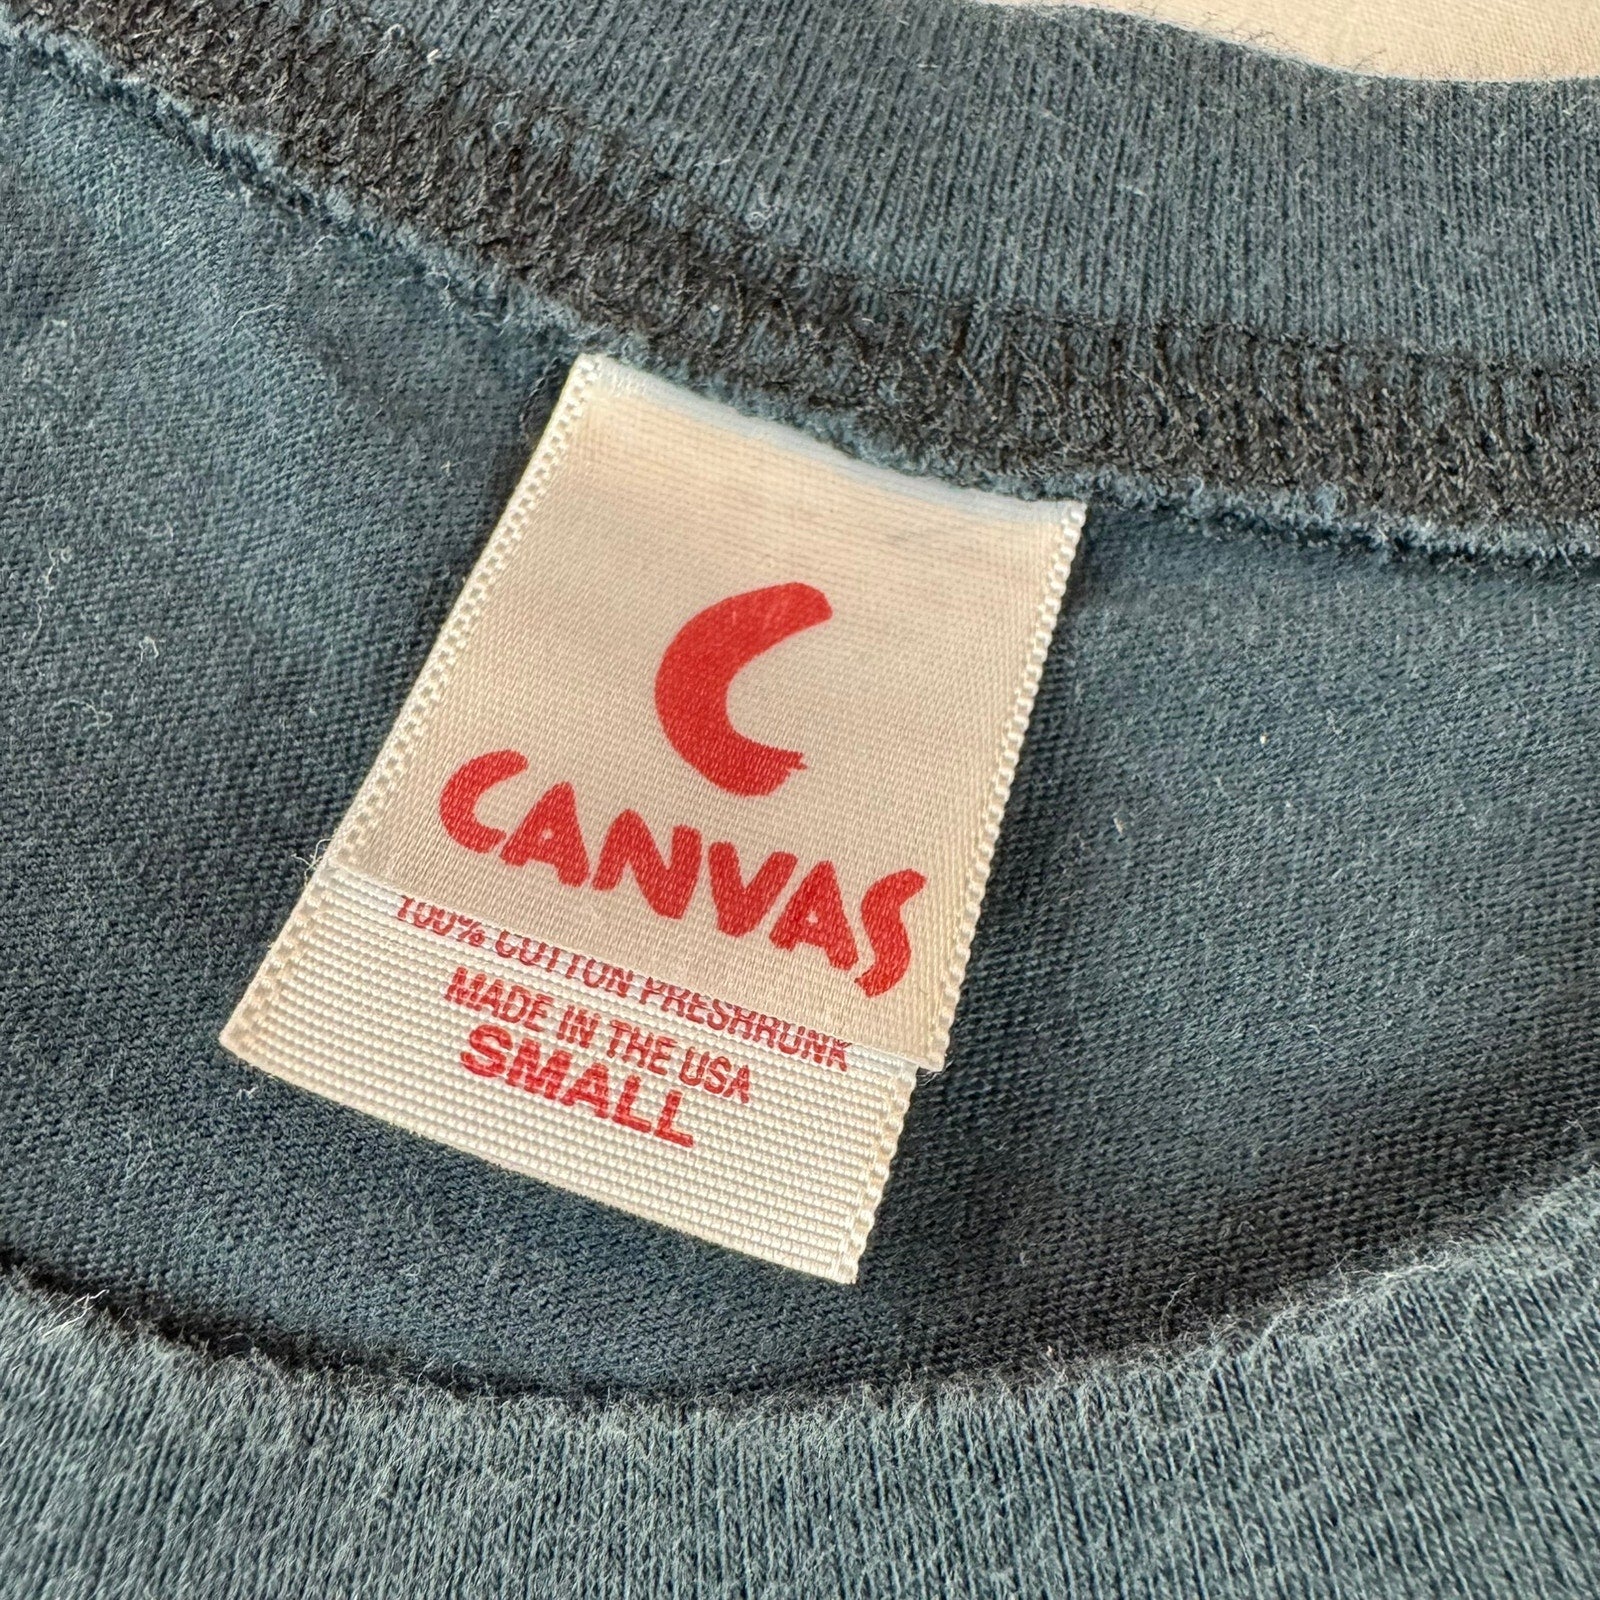 C
CANVAS
100% COTTON PRESHRUNK
MADE IN THE USA
SMALL